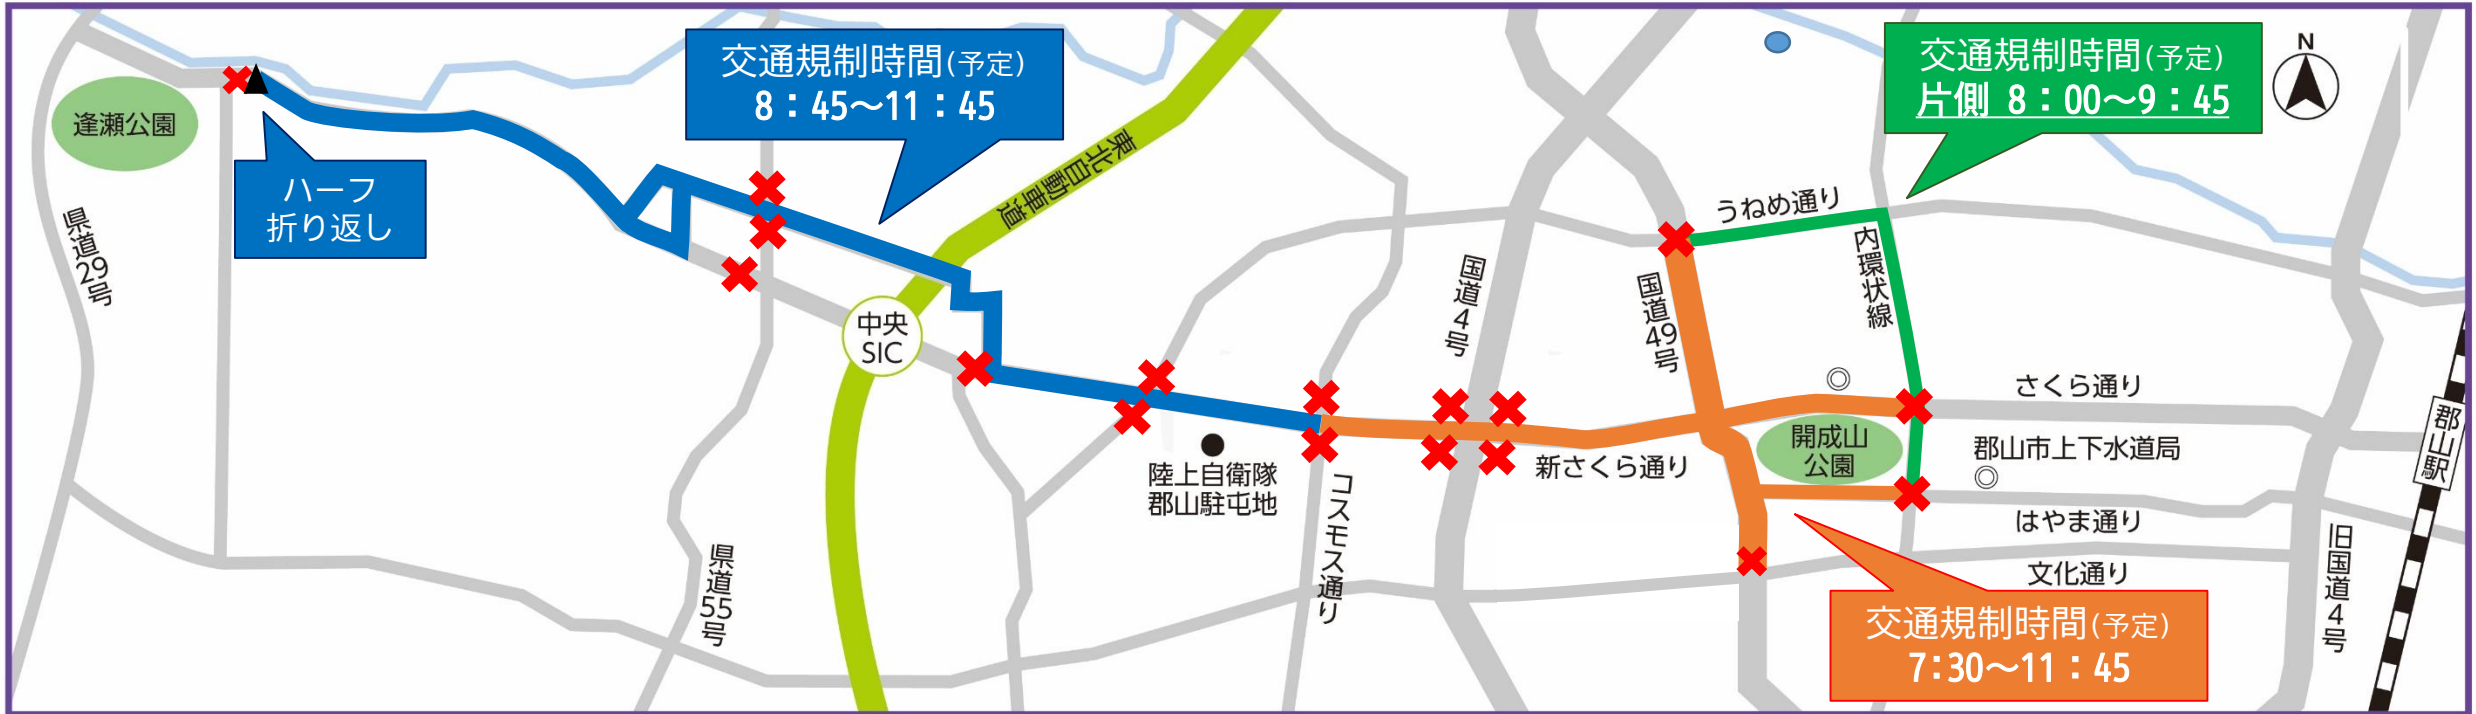 交通規制時間(予定)
8：45～11：45
交通規制時間(予定)
片側 8：00～9：45
N
逢瀬公園
ハーフ
折り返し
県道29号
東北自動車道
中央
SIC
うねめ通り
内環状線
国道4号
国道49号
さくら通り
開成山
公園
郡山市上下水道局
郡山駅
新さくら通り
陸上自衛隊
郡山駐屯地
コスモス通り
はやま通り
文化通り
旧国道4号
県道55号
交通規制時間(予定)
7：30～11：45